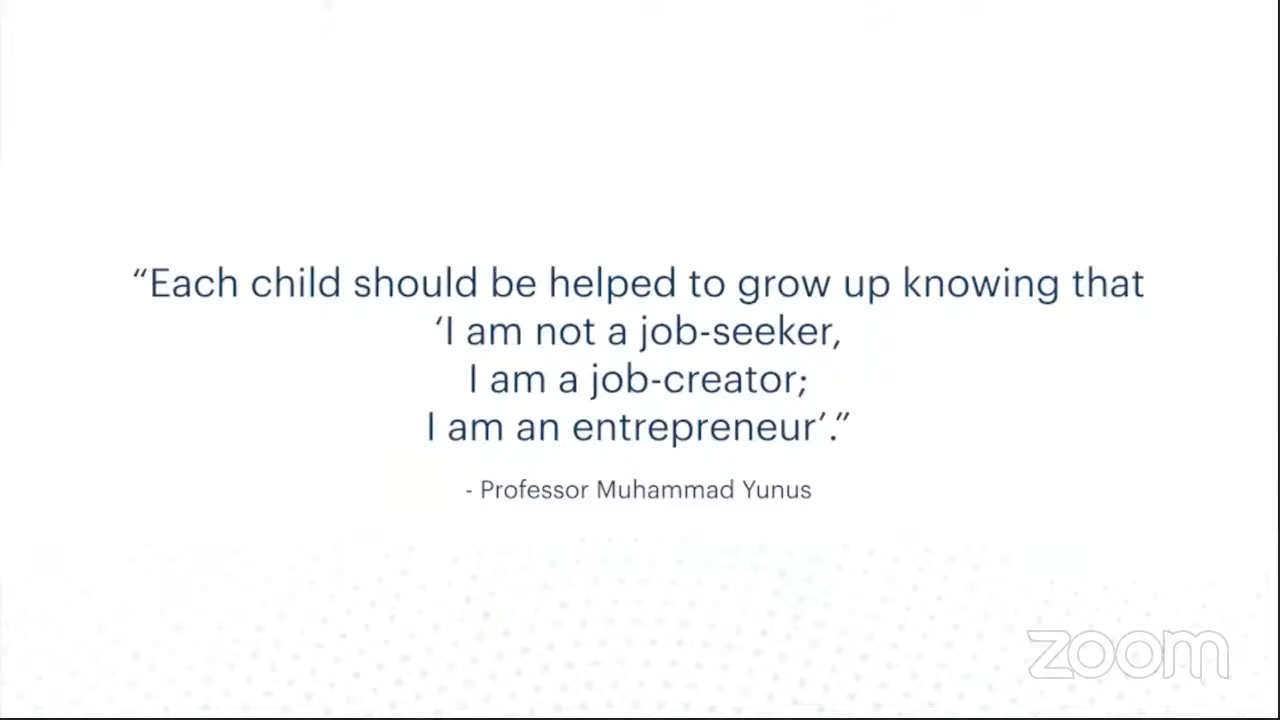 “Each child should be helped to grow up knowing that
‘I am not a job-seeker,
I am a job-creator;
I am an entrepreneur’.”
- Professor Muhammad Yunus
zoom